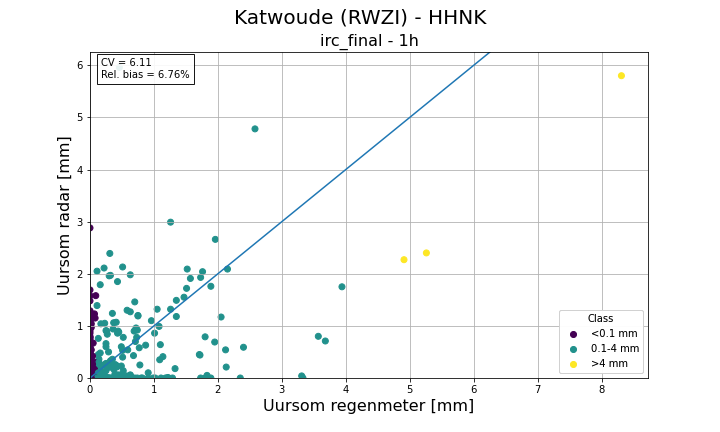 Katwoude (RWZI) - HHNK
irc_final - 1h
CV = 6.11
Rel. bias = 6.76%
6
5
4
3
2
1
0
Uursom radar [mm]
0 1 2 3 4 5 6 7 8
Uursom regenmeter [mm]
Class
<0.1 mm
0.1-4 mm
>4 mm